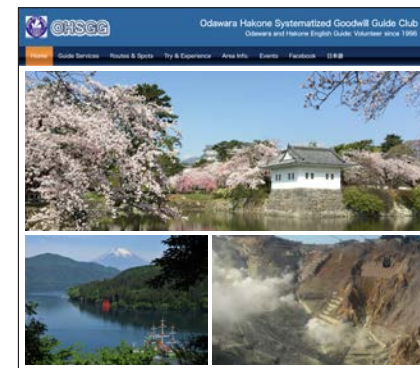 OHSGG
Odawara Hakone Systematized Goodwill Guide Club
Odawara and Hakone English Guide: Volunteer since 1996
Home Guide Services Routes & Spots Try & Experience Area Info. Events Facebook 日本語